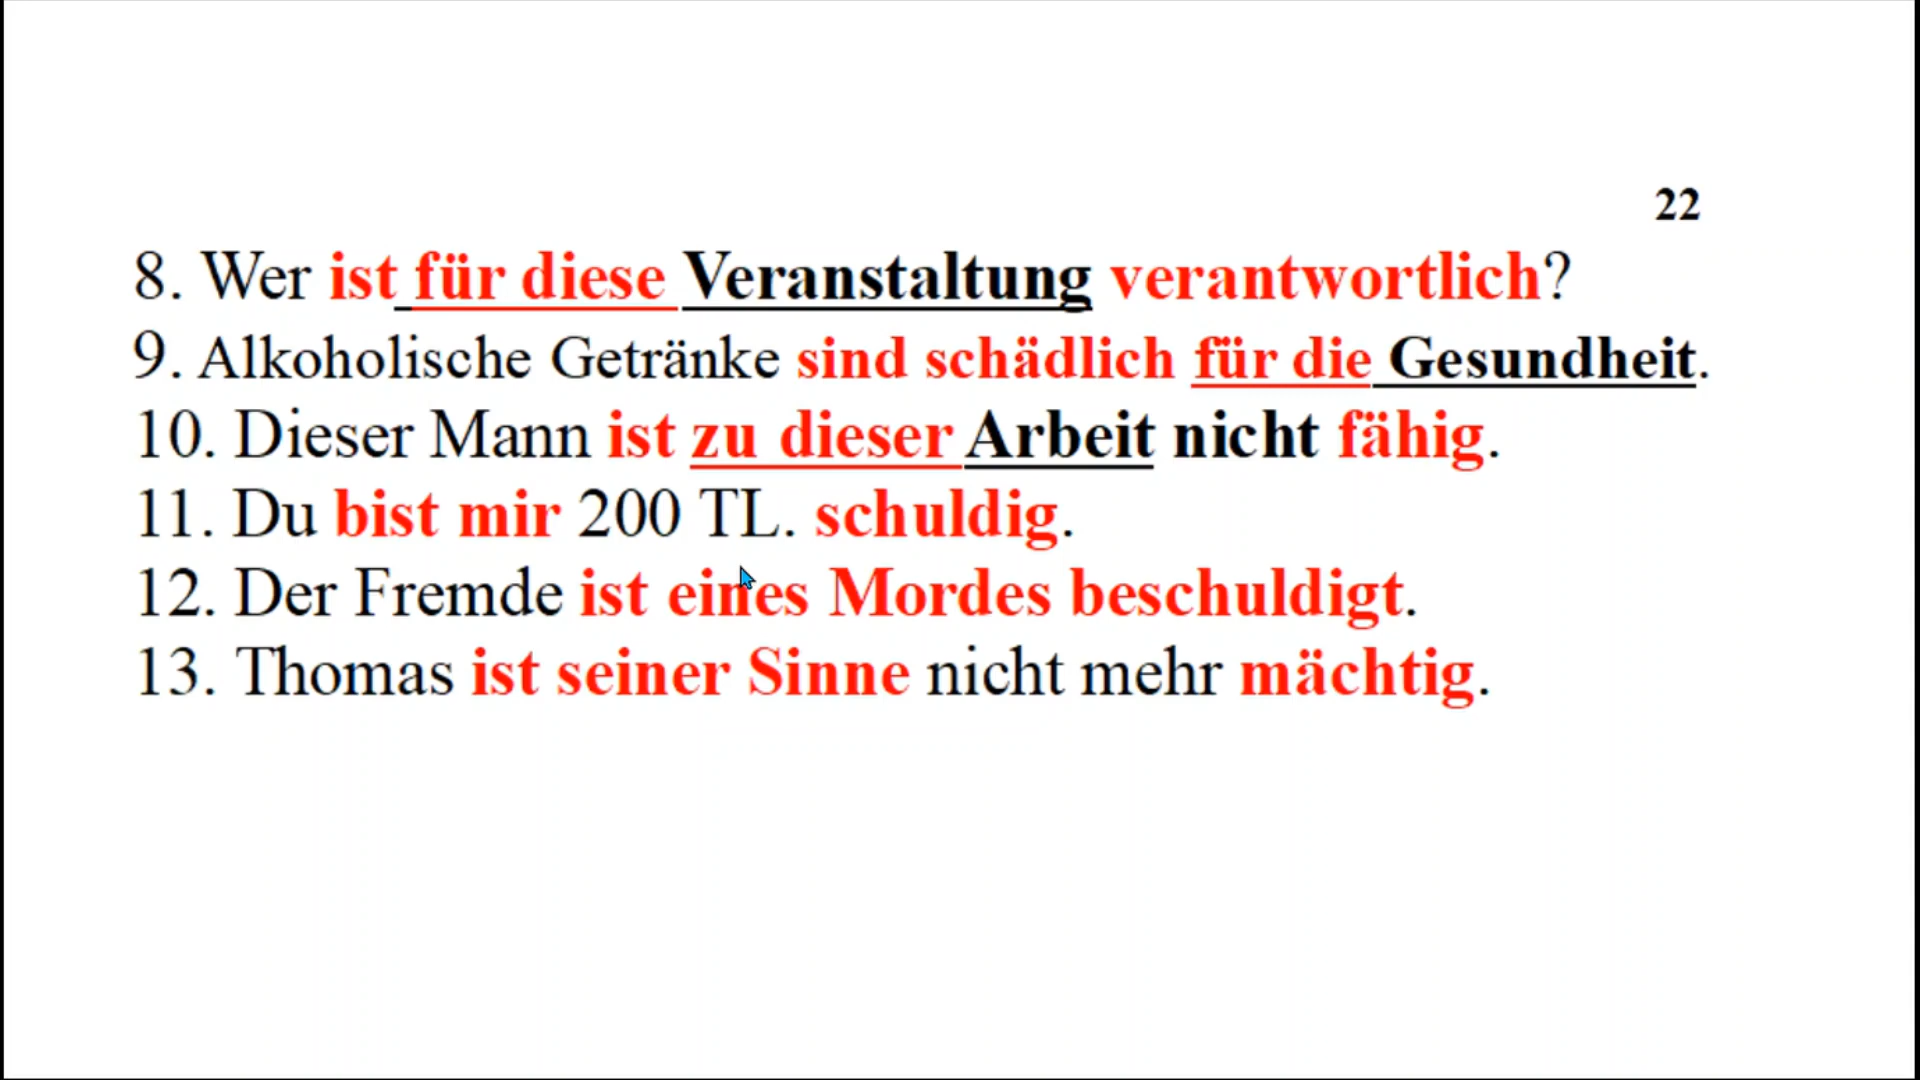 22
8. Wer ist für diese Veranstaltung verantwortlich?
9. Alkoholische Getränke sind schädlich für die Gesundheit.
10. Dieser Mann ist zu dieser Arbeit nicht fähig.
11. Du bist mir 200 TL. schuldig.
12. Der Fremde ist eines Mordes beschuldigt.
13. Thomas ist seiner Sinne nicht mehr mächtig.